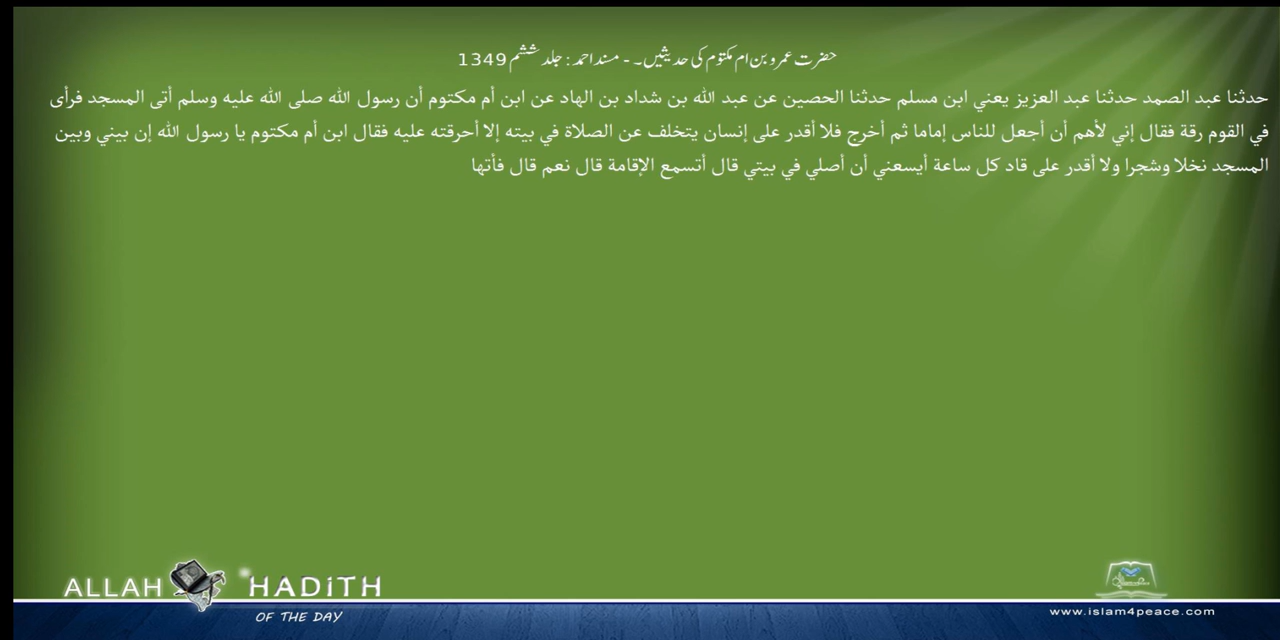 حضرت عمرو بن ام مکتوم کی حدیثیں۔ - مسند احمد : جلد ششم 1349
حدثنا عبد الصمد حدثنا عبد العزيز يعني ابن مسلم حدثنا الحصين عن عبد الله بن شداد بن الهاد عن ابن أم مكتوم أن رسول الله صلى الله عليه وسلم أتى المسجد فرأى
في القوم رقة فقال إني لأهم أن أجعل للناس إماما ثم أخرج فلا أقدر على إنسان يتخلف عن الصلاة في بيته إلا أحرقته عليه فقال ابن أم مكتوم يا رسول الله إن بيني وبين
المسجد نخلا وشجرا ولا أقدر على قاد كل ساعة أيسعني أن أصلي في بيتي قال أتسمع الإقامة قال نعم قال فأتها
ALLAH HADITH
OF THE DAY
www.islam4peace.com